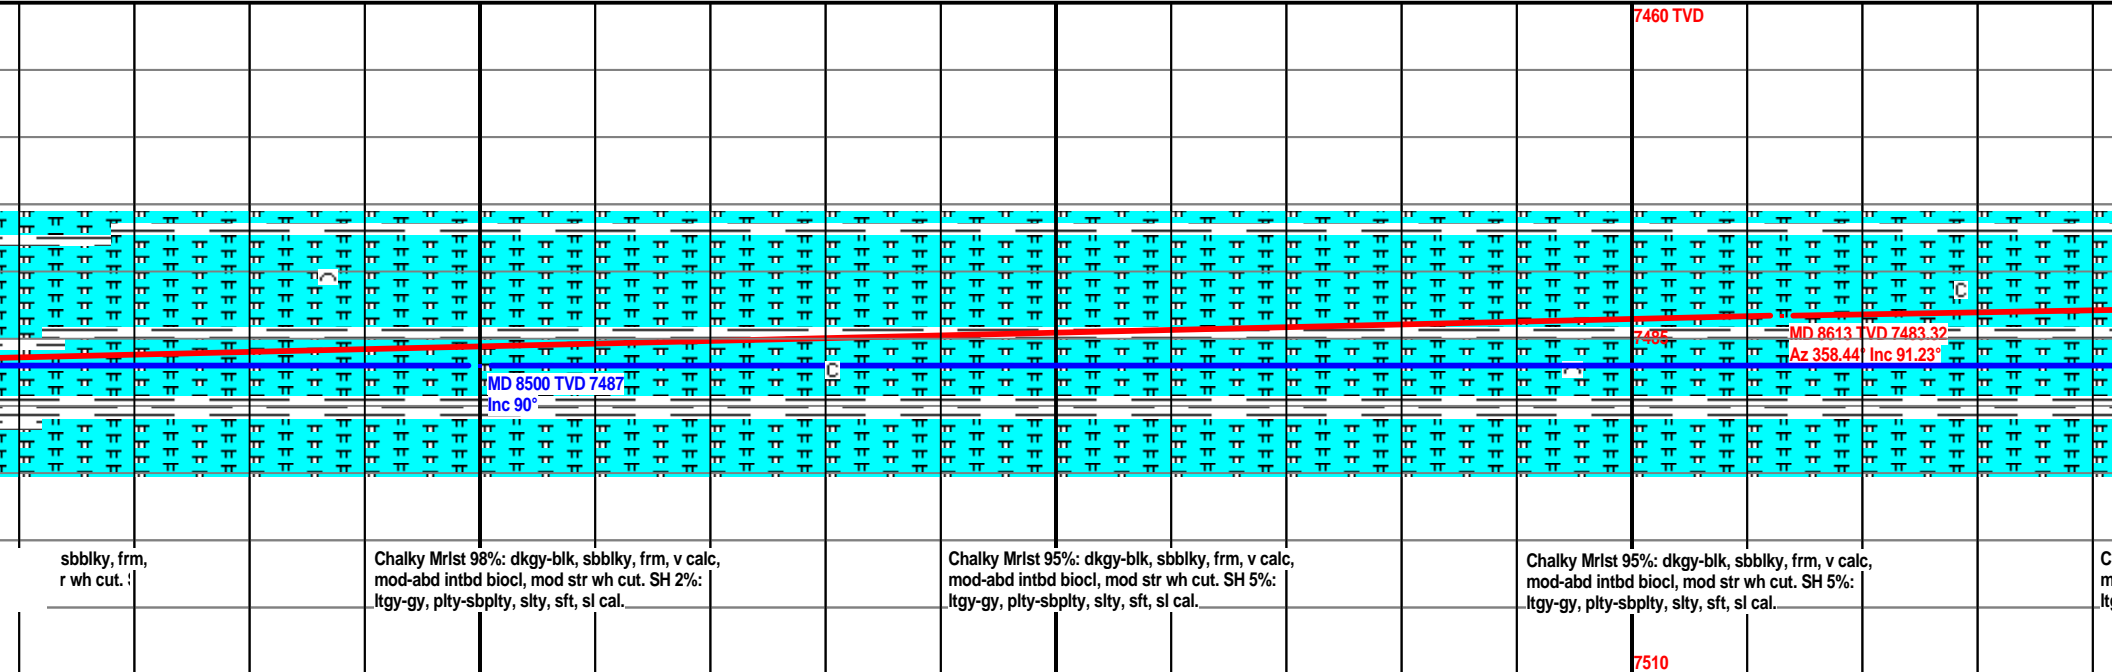 7460 TVD
C
7485
MD 8613 TVD 7483.32
Az 358.44° Inc 91.23°
C
MD 8500 TVD 7487
Inc 90°
sbblky, frm,
r wh cut.
Chalky Mrlst 98%: dkgy-blk, sbblky, frm, v calc,
mod-abd intbd biocl, mod str wh cut. SH 2%:
ltgy-gy, plty-sbplty, slty, sft, sl cal.
Chalky Mrlst 95%: dkgy-blk, sbblky, frm, v calc,
mod-abd intbd biocl, mod str wh cut. SH 5%:
ltgy-gy, plty-sbplty, slty, sft, sl cal.
Chalky Mrlst 95%: dkgy-blk, sbblky, frm, v calc,
mod-abd intbd biocl, mod str wh cut. SH 5%:
ltgy-gy, plty-sbplty, slty, sft, sl cal.
7510